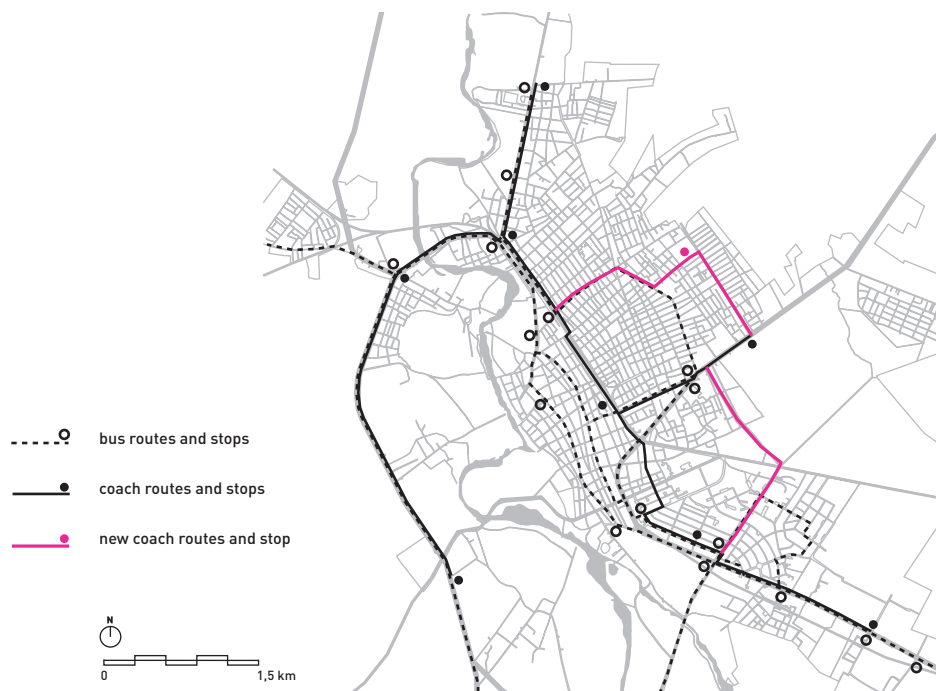 bus routes and stops
coach routes and stops
new coach routes and stop
N
0 1,5 km